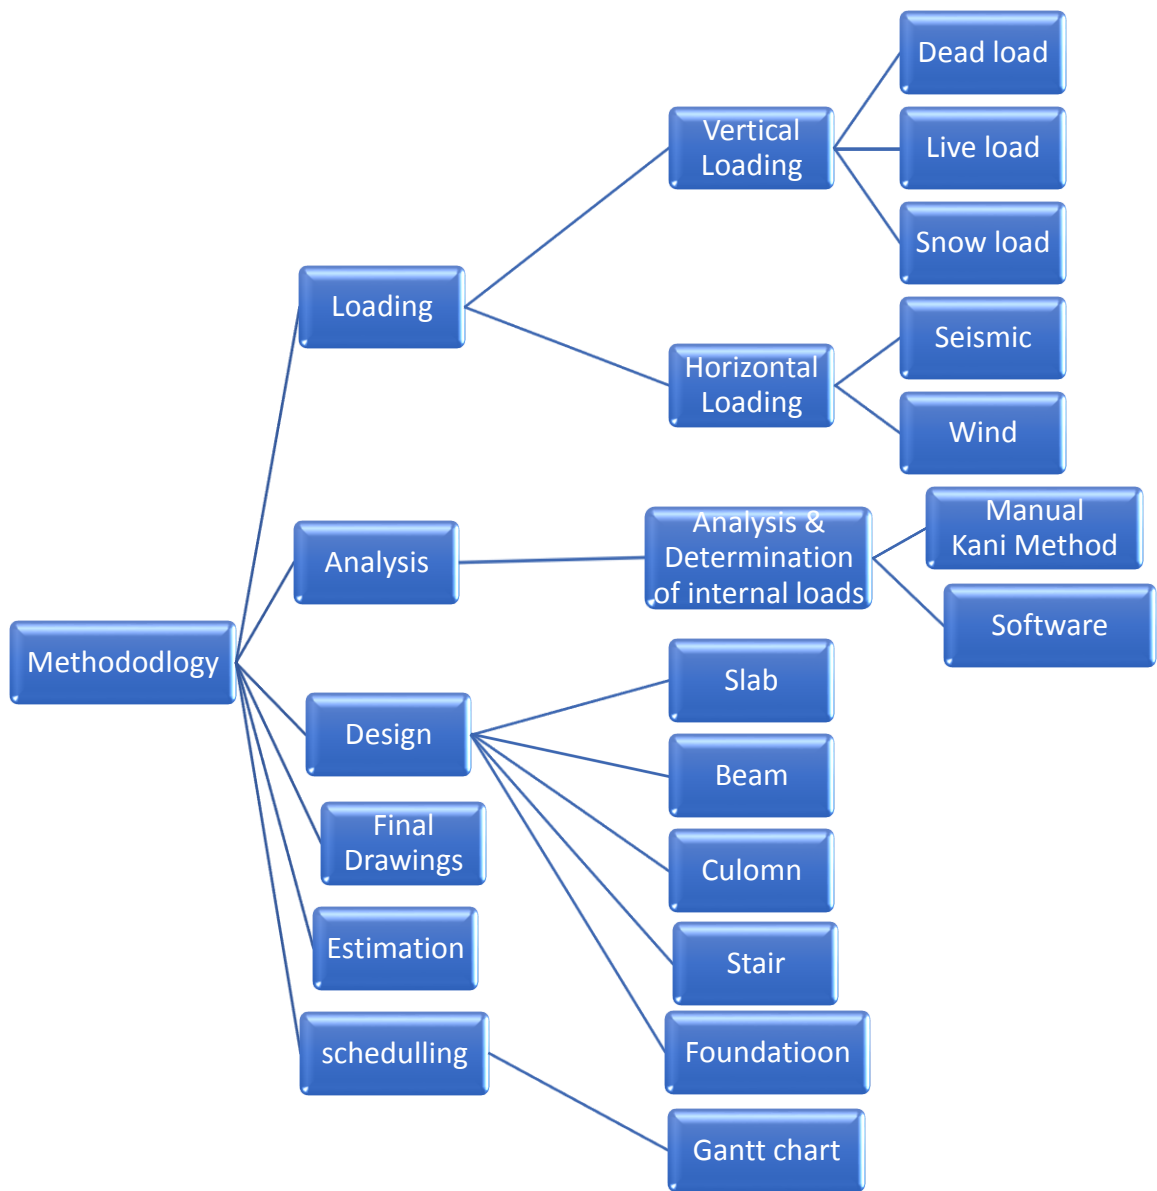 Methododlogy
Loading
Vertical
Loading
Dead load
Live load
Snow load
Horizontal
Loading
Seismic
Wind
Analysis
Analysis &
Determination
of internal loads
Manual
Kani Method
Software
Design
Slab
Beam
Culomn
Stair
Foundatioon
Final
Drawings
Estimation
schedulling
Gantt chart